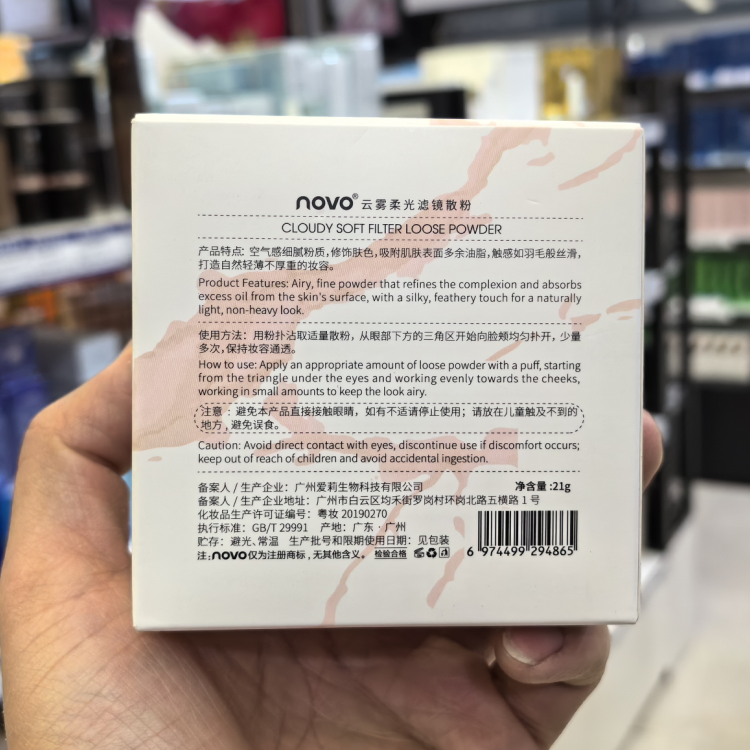 novo® 云雾柔光滤镜散粉
CLOUDY SOFT FILTER LOOSE POWDER
产品特点: 空气感细腻粉质, 修饰肤色, 吸附肌肤表面多余油脂, 触感如羽毛般丝滑,
打造自然轻薄不厚重的妆容。
Product Features: Airy, fine powder that refines the complexion and absorbs
excess oil from the skin's surface, with a silky, feathery touch for a naturally
light, non-heavy look.
使用方法: 用粉扑沾取适量散粉, 从眼部下方的三角区开始向脸颊均匀扑开, 少量
多次, 保持妆容通透。
How to use: Apply an appropriate amount of loose powder with a puff, starting
from the triangle under the eyes and working evenly towards the cheeks,
working in small amounts to keep the look airy.
注意 : 避免本产品直接接触眼睛, 如有不适请停止使用; 请放在儿童触及不到的
地方, 避免误食。
Caution: Avoid direct contact with eyes, discontinue use if discomfort occurs;
keep out of reach of children and avoid accidental ingestion.
备案人 / 生产企业: 广州爱莉生物科技有限公司 净含量 :21g
备案人 / 生产企业地址: 广州市白云区均禾街罗岗村环岗北路五横路 1 号
化妆品生产许可证编号: 粤妆 20190270
执行标准: GB/T 29991 产地: 广东 · 广州
贮存: 避光、常温 生产批号和限期使用日期: 见包装
注: novo 仅为注册商标, 无其他含义。 检验合格
6 974499 294865